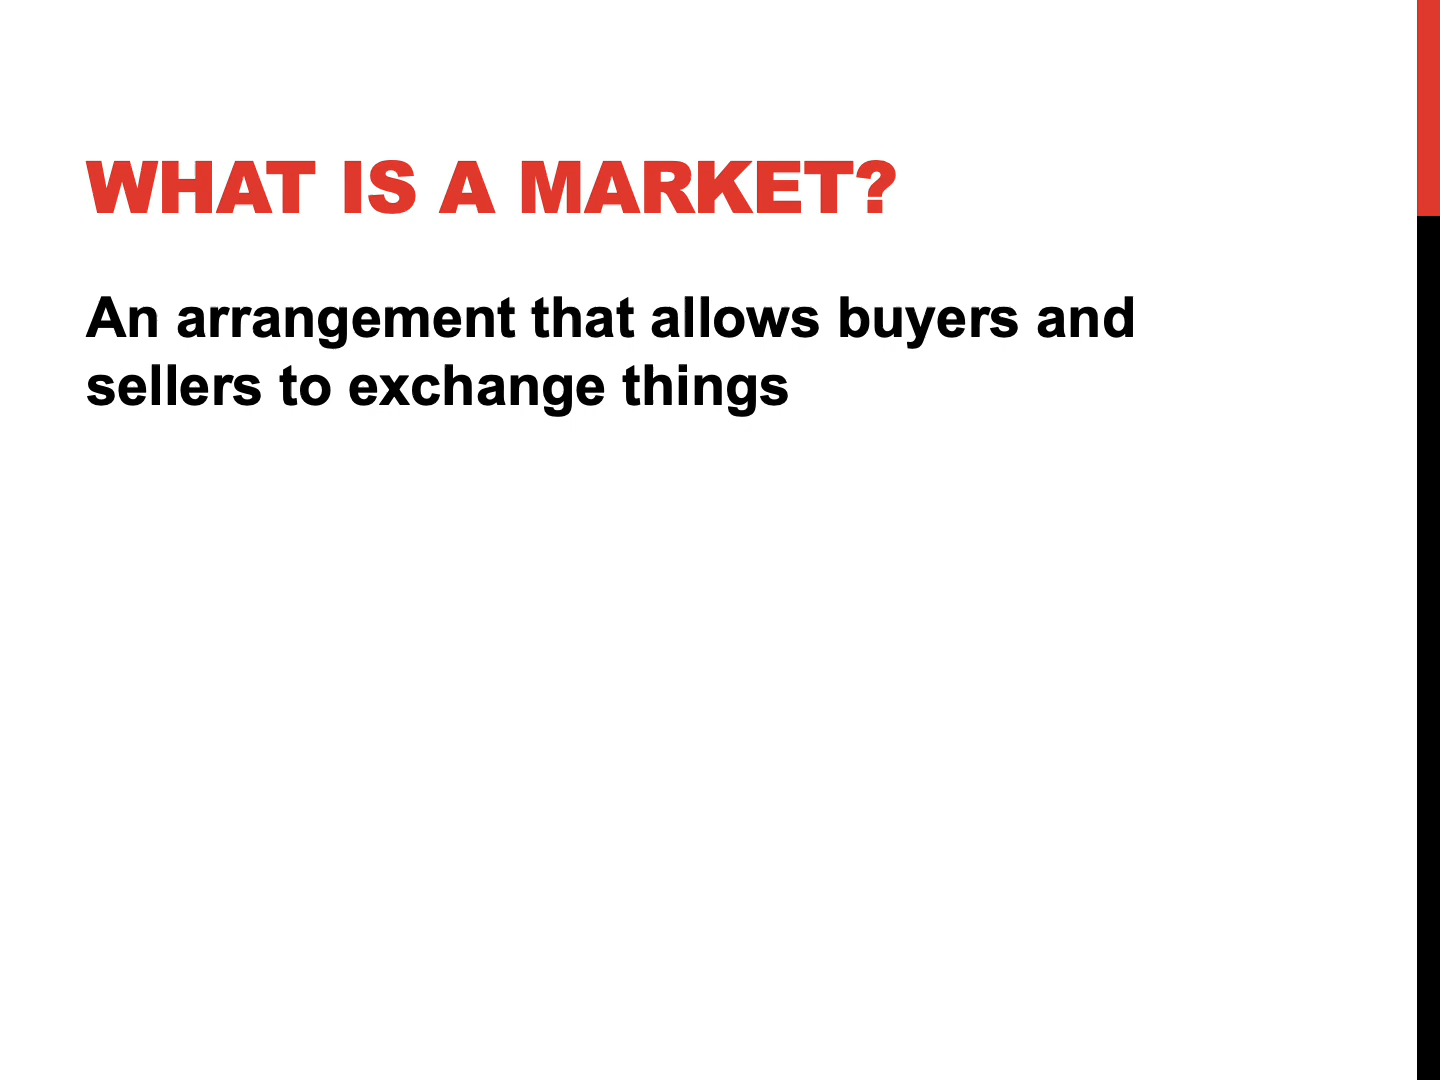 WHAT IS A MARKET?
An arrangement that allows buyers and
sellers to exchange things